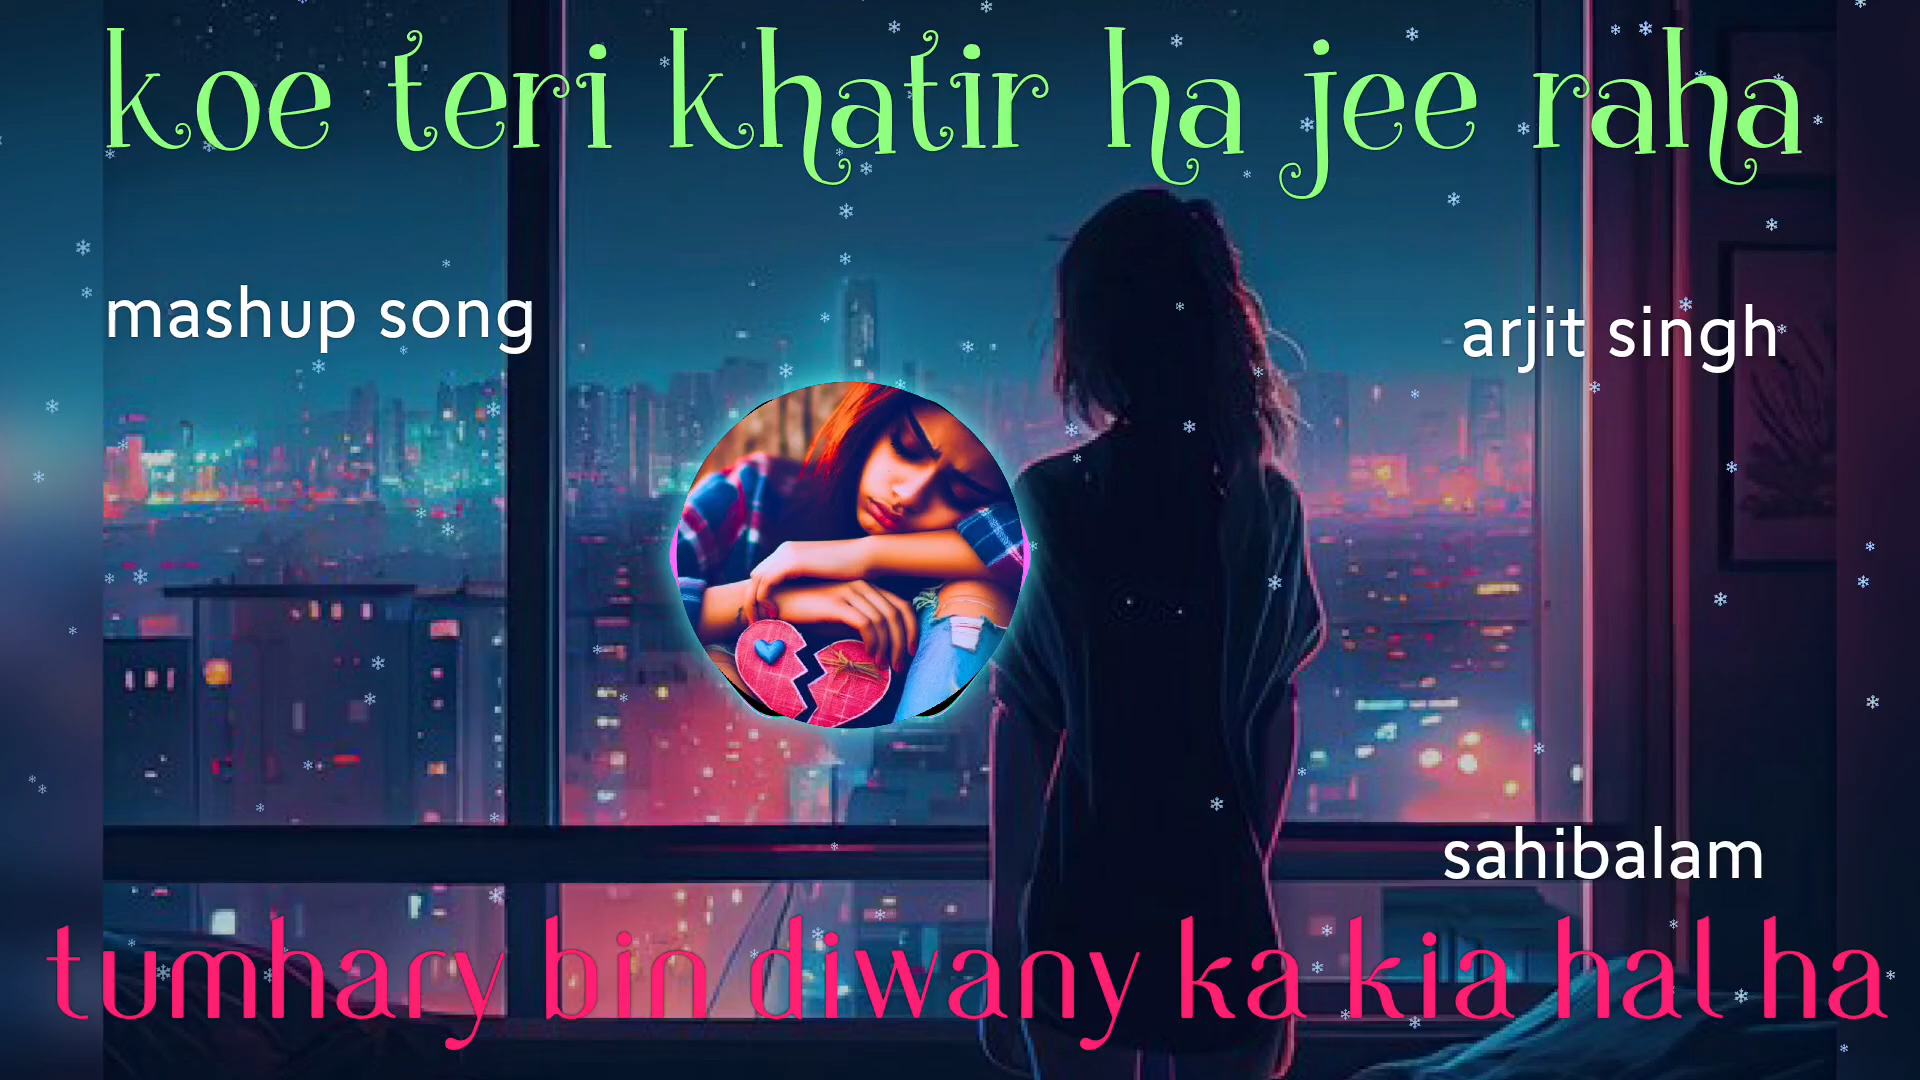 koe teri khatir ha jee raha
mashup song
arjit singh
sahibalam
tumhary bin diwany ka kia hal ha